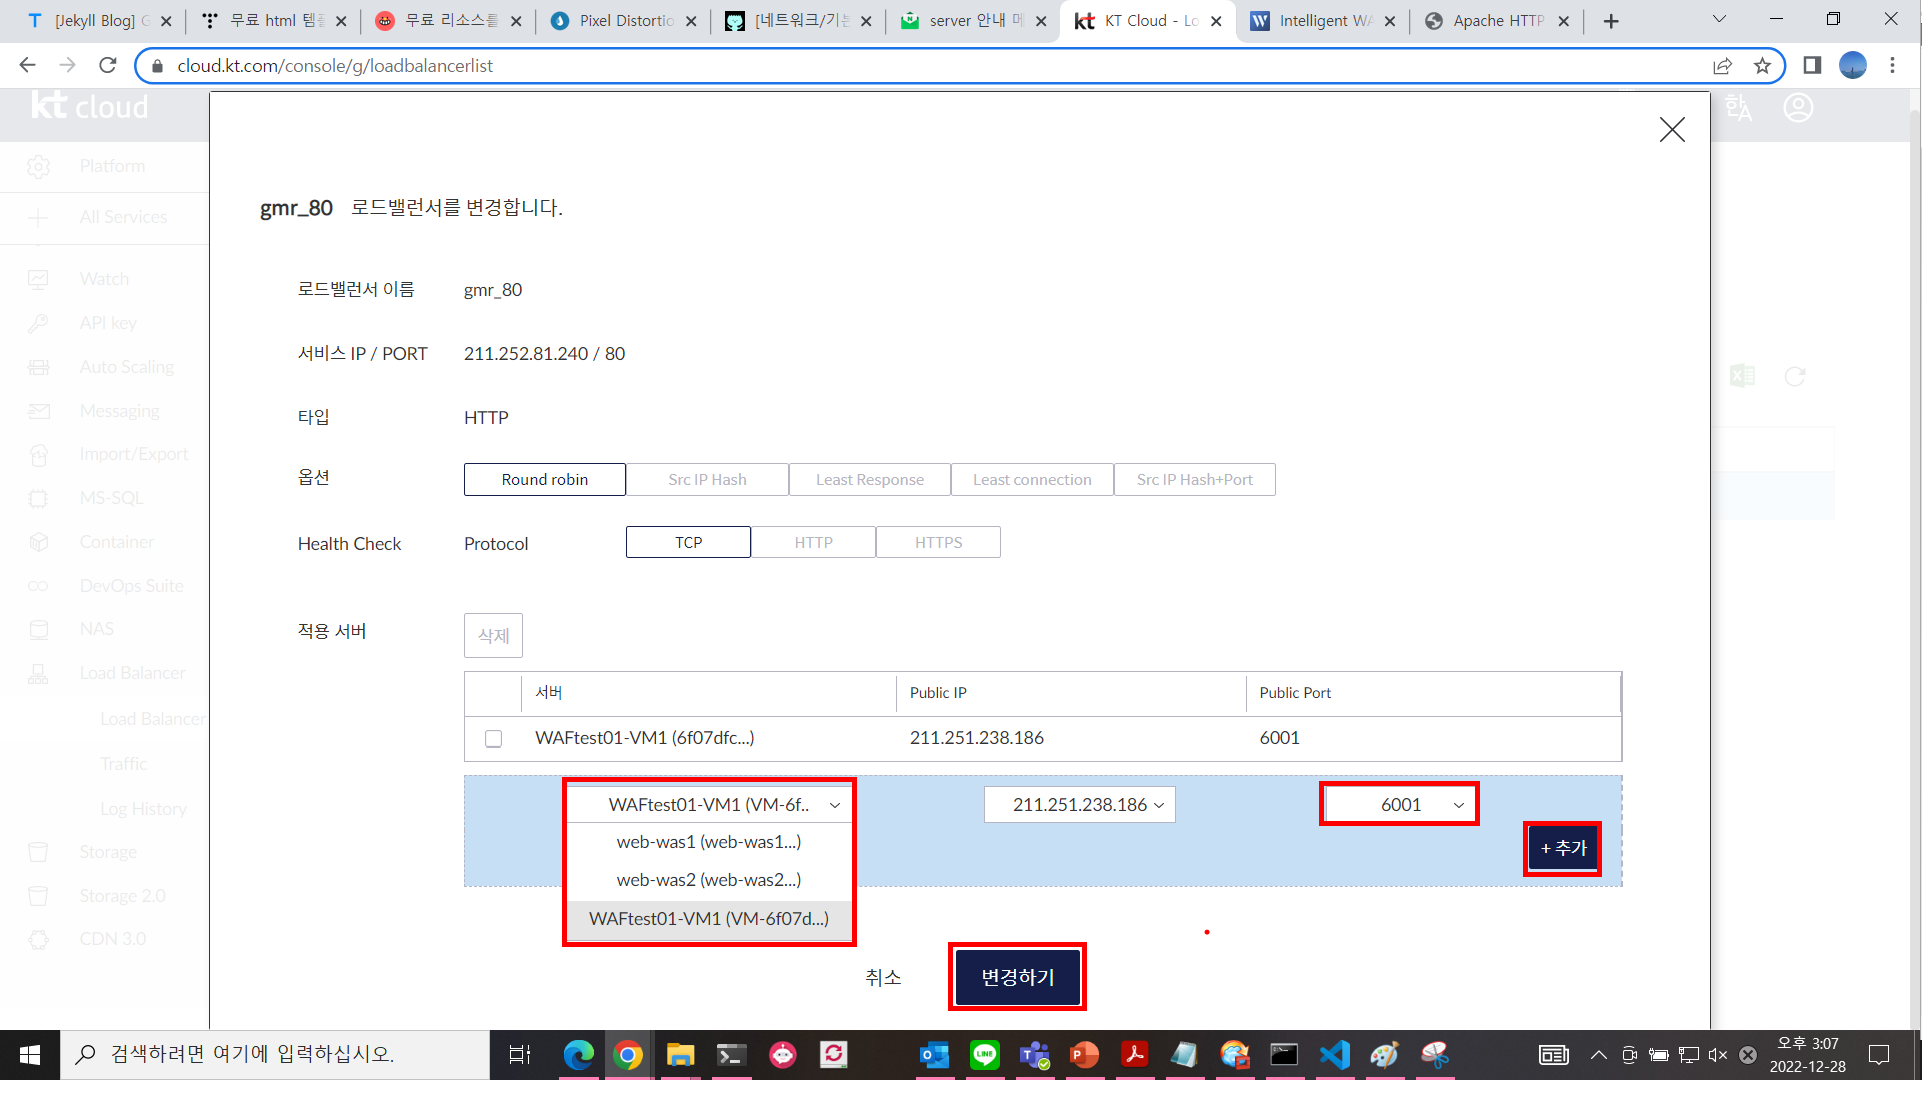 [Jekyll Blog] G
무료 html 템플
무료 리소스를
Pixel Distortio
[네트워크/기본
server 안내 메
KT Cloud - Lo
Intelligent WA
Apache HTTP
cloud.kt.com/console/g/loadbalancerlist
kt cloud
한A
Platform
All Services
Watch
API key
Auto Scaling
Messaging
Import/Export
MS-SQL
Container
DevOps Suite
NAS
Load Balancer
Load Balancer
Traffic
Log History
Storage
Storage 2.0
CDN 3.0
gmr_80 로드밸런서를 변경합니다.
로드밸런서 이름 gmr_80
서비스 IP / PORT 211.252.81.240 / 80
타입 HTTP
옵션 Round robin Src IP Hash Least Response Least connection Src IP Hash+Port
Health Check Protocol TCP HTTP HTTPS
적용 서버 삭제
서버 Public IP Public Port
WAFtest01-VM1 (6f07dfc...) 211.251.238.186 6001
WAFtest01-VM1 (VM-6f.. 211.251.238.186 6001
web-was1 (web-was1...)
+ 추가
web-was2 (web-was2...)
WAFtest01-VM1 (VM-6f07d...)
취소 변경하기
검색하려면 여기에 입력하십시오.
LINE
오후 3:07
2022-12-28